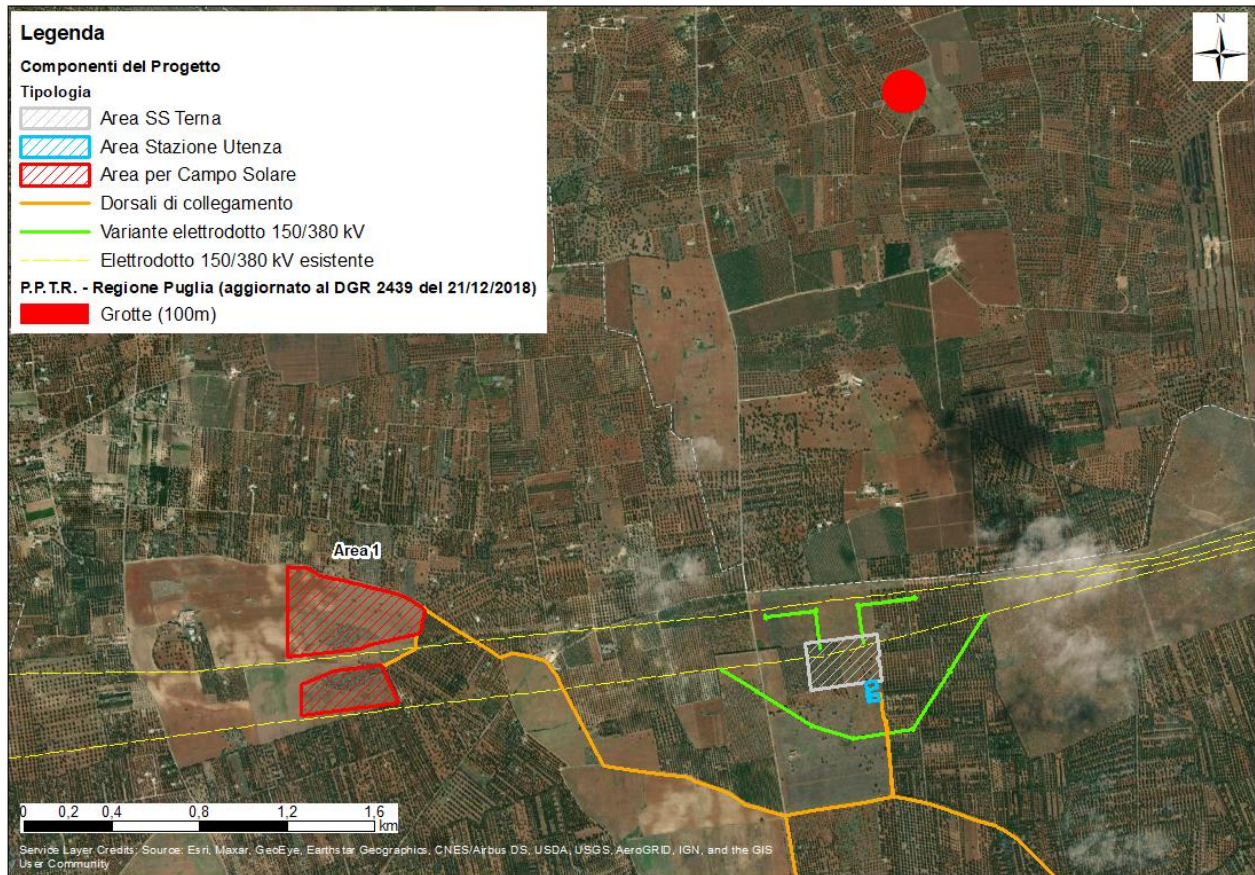 Legenda
Componenti del Progetto
Tipologia
Area SS Terna
Area Stazione Utenza
Area per Campo Solare
Dorsali di collegamento
Variante elettrodotto 150/380 kV
Elettrodotto 150/380 kV esistente
P.P.T.R. - Regione Puglia (aggiornato al DGR 2439 del 21/12/2018)
Grotte (100m)
N
Area 1
0 0,2 0,4 0,8 1,2 1,6
km
Service Layer Credits: Source: Esri, Maxar, GeoEye, Earthstar Geographics, CNES/Airbus DS, USDA, USGS, AeroGRID, IGN, and the GIS
User Community